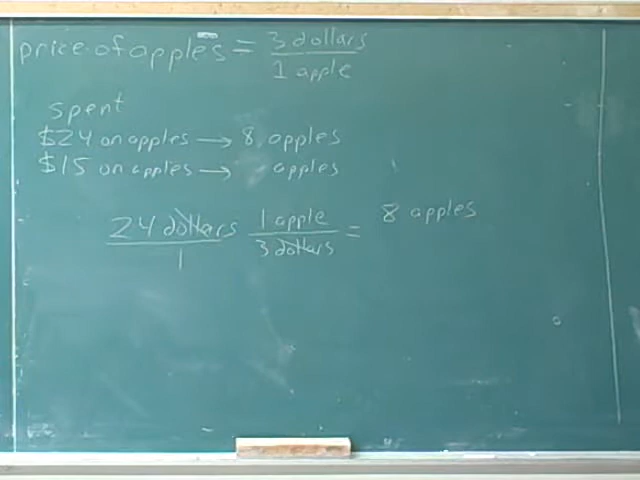 price of apples = 3 dollars / 1 apple
spent
$24 on apples → 8 apples
$15 on apples → apples
24 dollars / 1 1 apple / 3 dollars = 8 apples